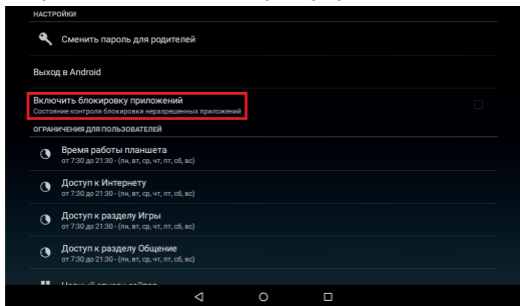 НАСТРОЙКИ
Сменить пароль для родителей
Выход в Android
Включить блокировку приложений
Состояние контроля блокировки неразрешенных приложений
ОГРАНИЧЕНИЯ ДЛЯ ПОЛЬЗОВАТЕЛЕЙ
Время работы планшета
от 7:30 до 21:30 - (пн, вт, ср, чт, пт, сб, вс)
Доступ к Интернету
от 7:30 до 21:30 - (пн, вт, ср, чт, пт, сб, вс)
Доступ к разделу Игры
от 7:30 до 21:30 - (пн, вт, ср, чт, пт, сб, вс)
Доступ к разделу Общение
от 7:30 до 21:30 - (пн, вт, ср, чт, пт, сб, вс)